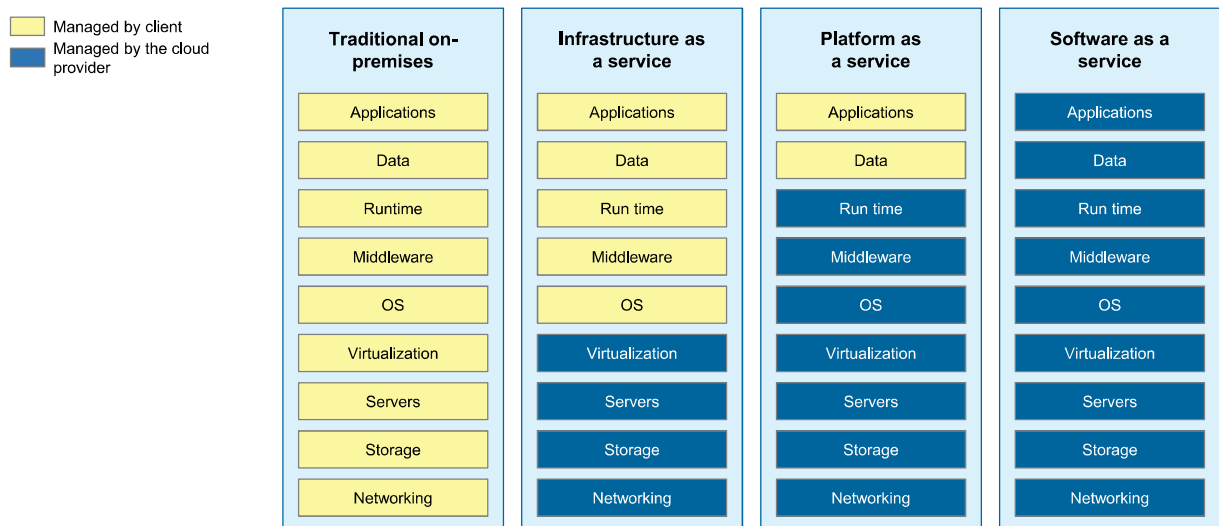 Managed by client
Managed by the cloud
provider
Traditional on-
premises
Applications
Data
Runtime
Middleware
OS
Virtualization
Servers
Storage
Networking
Infrastructure as
a service
Applications
Data
Run time
Middleware
OS
Virtualization
Servers
Storage
Networking
Platform as
a service
Applications
Data
Run time
Middleware
OS
Virtualization
Servers
Storage
Networking
Software as a
service
Applications
Data
Run time
Middleware
OS
Virtualization
Servers
Storage
Networking